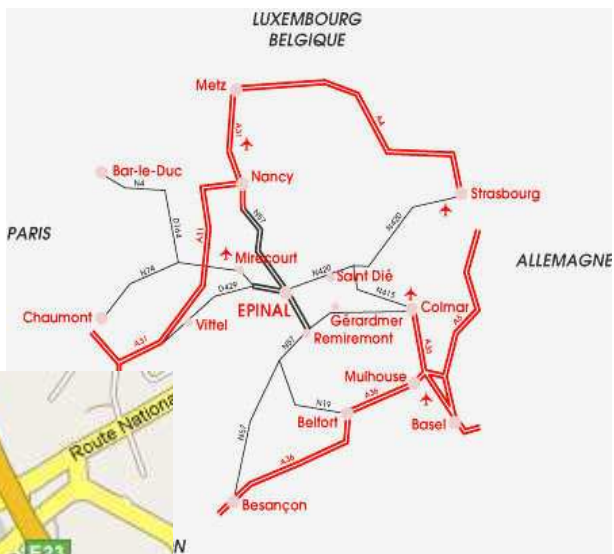 LUXEMBOURG
BELGIQUE
Metz
A31
A4
Bar-le-Duc
N4
Nancy
Strasbourg
D164
A31
N57
N420
PARIS
Mirecourt
N420
Saint Dié
ALLEMAGNE
N74
D429
EPINAL
N415
Chaumont
Vittel
Gérardmer
Colmar
A31
Remiremont
N57
A35
A5
Mulhouse
A36
N19
Belfort
Basel
Route National
N57
A36
Besançon
E23
N